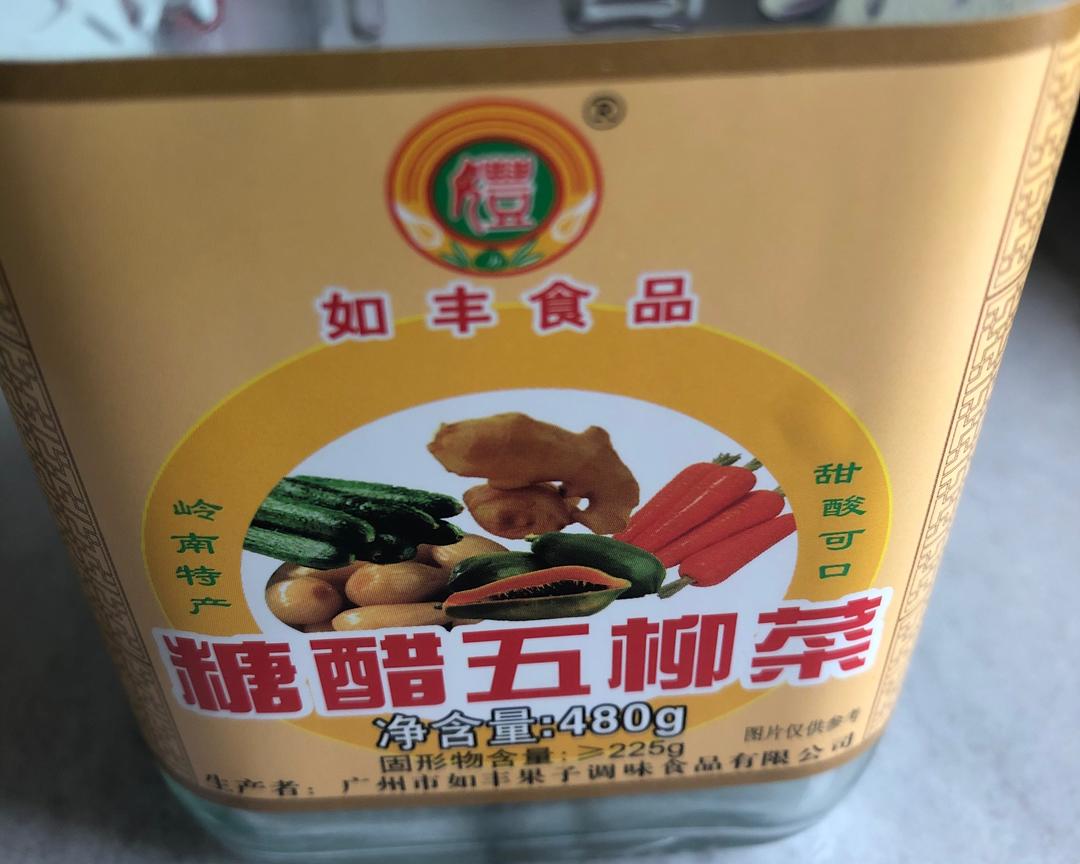 ®
如丰食品
岭南特产
甜酸可口
糖醋五柳菜
净含量:480g
图片仅供参考
固形物含量:≥225g
生产者:广州市如丰果子调味食品有限公司